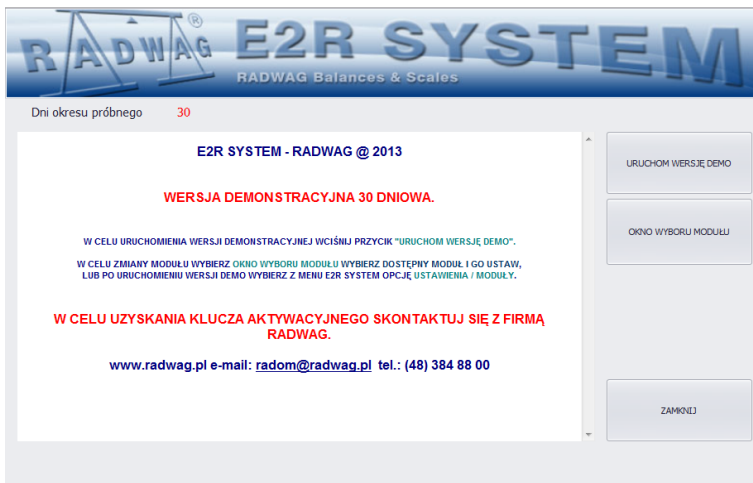 RADWAG ® E2R SYSTEM
RADWAG Balances & Scales
Dni okresu próbnego 30
E2R SYSTEM - RADWAG @ 2013
WERSJA DEMONSTRACYJNA 30 DNIOWA.
W CELU URUCHOMIENIA WERSJI DEMONSTRACYJNEJ WCIŚNIJ PRZYCIK "URUCHOM WERSJĘ DEMO".
W CELU ZMIANY MODUŁU WYBIERZ OKNO WYBORU MODUŁU WYBIERZ DOSTĘPNY MODUŁ I GO USTAW,
LUB PO URUCHOMIENIU WERSJI DEMO WYBIERZ Z MENU E2R SYSTEM OPCJĘ USTAWIENIA / MODUŁY.
W CELU UZYSKANIA KLUCZA AKTYWACYJNEGO SKONTAKTUJ SIĘ Z FIRMĄ
RADWAG.
www.radwag.pl e-mail: radom@radwag.pl tel.: (48) 384 88 00
URUCHOM WERSJĘ DEMO
OKNO WYBORU MODUŁU
ZAMKNIJ